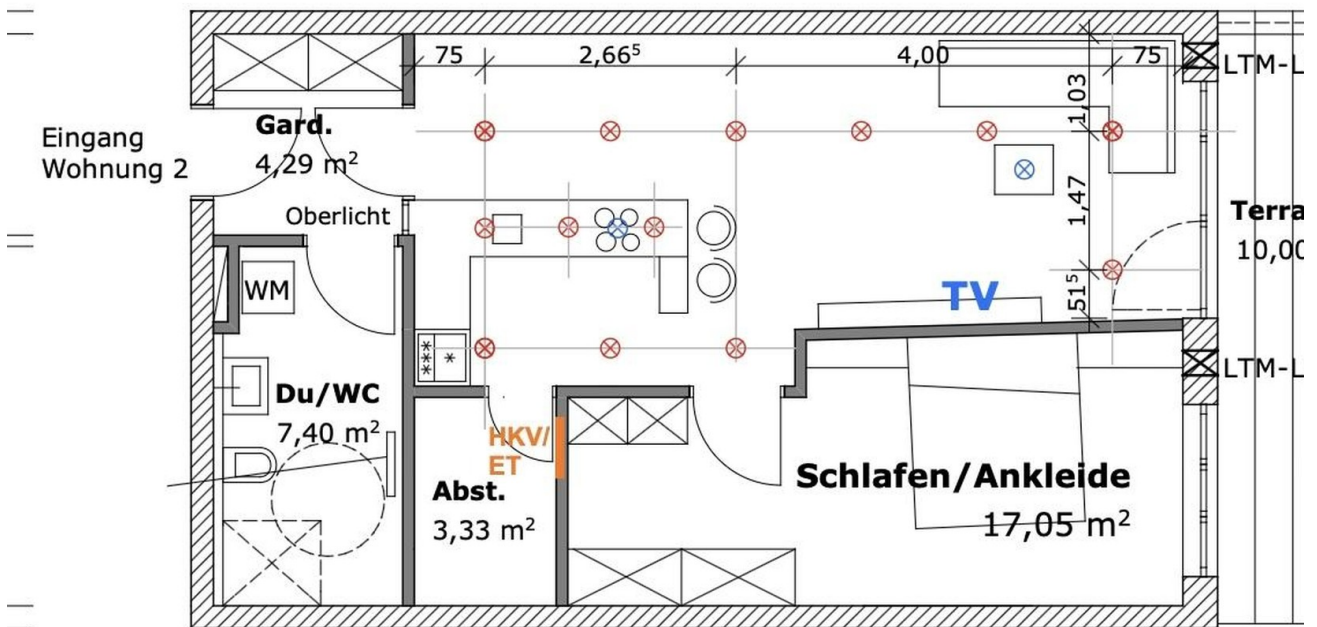 75
2,66⁵
4,00
75
LTM-L
1,03
Gard.
4,29 m²
Eingang
Wohnung 2
Oberlicht
1,47
Terra
10,00
WM
TV
51⁵
***
*
LTM-L
Du/WC
7,40 m²
HKV/
ET
Abst.
3,33 m²
Schlafen/Ankleide
17,05 m²